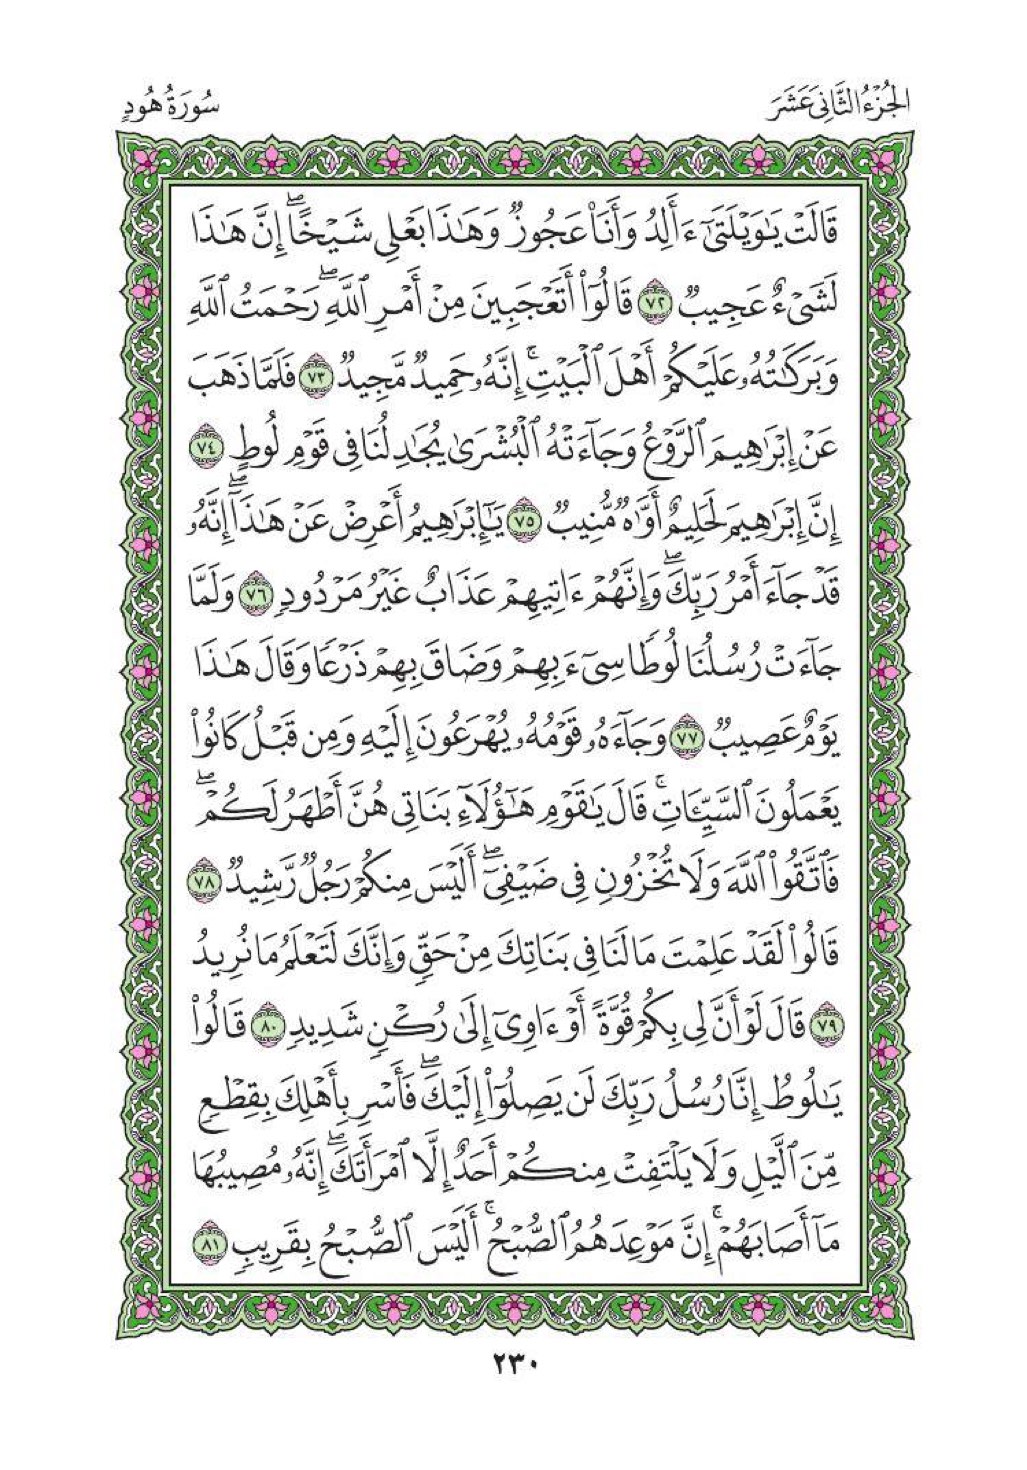 الجُزْءُ الثَّانِيَ عَشَرَ
سُورَةُ هُودٍ
قَالَتْ يَٰوَيْلَتَىٰٓ ءَأَلِدُ وَأَنَا۠ عَجُوزٌ وَهَٰذَا بَعْلِى شَيْخًا ۖ إِنَّ هَٰذَا
لَشَىْءٌ عَجِيبٌ ٧٢ قَالُوٓا۟ أَتَعْجَبِينَ مِنْ أَمْرِ ٱللَّهِ ۖ رَحْمَتُ ٱللَّهِ
وَبَرَكَٰتُهُۥ عَلَيْكُمْ أَهْلَ ٱلْبَيْتِ ۚ إِنَّهُۥ حَمِيدٌ مَّجِيدٌ ٧٣ فَلَمَّا ذَهَبَ
عَنْ إِبْرَٰهِيمَ ٱلرَّوْعُ وَجَآءَتْهُ ٱلْبُشْرَىٰ يُجَٰدِلُنَا فِى قَوْمِ لُوطٍ ٧٤
إِنَّ إِبْرَٰهِيمَ لَحَلِيمٌ أَوَّٰهٌ مُّنِيبٌ ٧٥ يَٰٓإِبْرَٰهِيمُ أَعْرِضْ عَنْ هَٰذَآ ۖ إِنَّهُۥ
قَدْ جَآءَ أَمْرُ رَبِّكَ ۖ وَإِنَّهُمْ ءَاتِيهِمْ عَذَابٌ غَيْرُ مَرْدُودٍ ٧٦ وَلَمَّا
جَآءَتْ رُسُلُنَا لُوطًا سِىٓءَ بِهِمْ وَضَاقَ بِهِمْ ذَرْعًا وَقَالَ هَٰذَا
يَوْمٌ عَصِيبٌ ٧٧ وَجَآءَهُۥ قَوْمُهُۥ يُهْرَعُونَ إِلَيْهِ وَمِن قَبْلُ كَانُوا۟
يَعْمَلُونَ ٱلسَّيِّـَٔاتِ ۚ قَالَ يَٰقَوْمِ هَٰٓؤُلَآءِ بَنَاتِى هُنَّ أَطْهَرُ لَكُمْ ۖ
فَٱتَّقُوا۟ ٱللَّهَ وَلَا تُخْزُونِ فِى ضَيْفِىٓ ۖ أَلَيْسَ مِنكُمْ رَجُلٌ رَّشِيدٌ ٧٨
قَالُوا۟ لَقَدْ عَلِمْتَ مَا لَنَا فِى بَنَاتِكَ مِنْ حَقٍّ وَإِنَّكَ لَتَعْلَمُ مَا نُرِيدُ
٧٩ قَالَ لَوْ أَنَّ لِى بِكُمْ قُوَّةً أَوْ ءَاوِىٓ إِلَىٰ رُكْنٍ شَدِيدٍ ٨٠ قَالُوا۟
يَٰلُوطُ إِنَّا رُسُلُ رَبِّكَ لَن يَصِلُوٓا۟ إِلَيْكَ ۖ فَأَسْرِ بِأَهْلِكَ بِقِطْعٍ
مِّنَ ٱلَّيْلِ وَلَا يَلْتَفِتْ مِنكُمْ أَحَدٌ إِلَّا ٱمْرَأَتَكَ ۖ إِنَّهُۥ مُصِيبُهَا
مَآ أَصَابَهُمْ ۚ إِنَّ مَوْعِدَهُمُ ٱلصُّبْحُ ۚ أَلَيْسَ ٱلصُّبْحُ بِقَرِيبٍ ٨١
٢٣٠